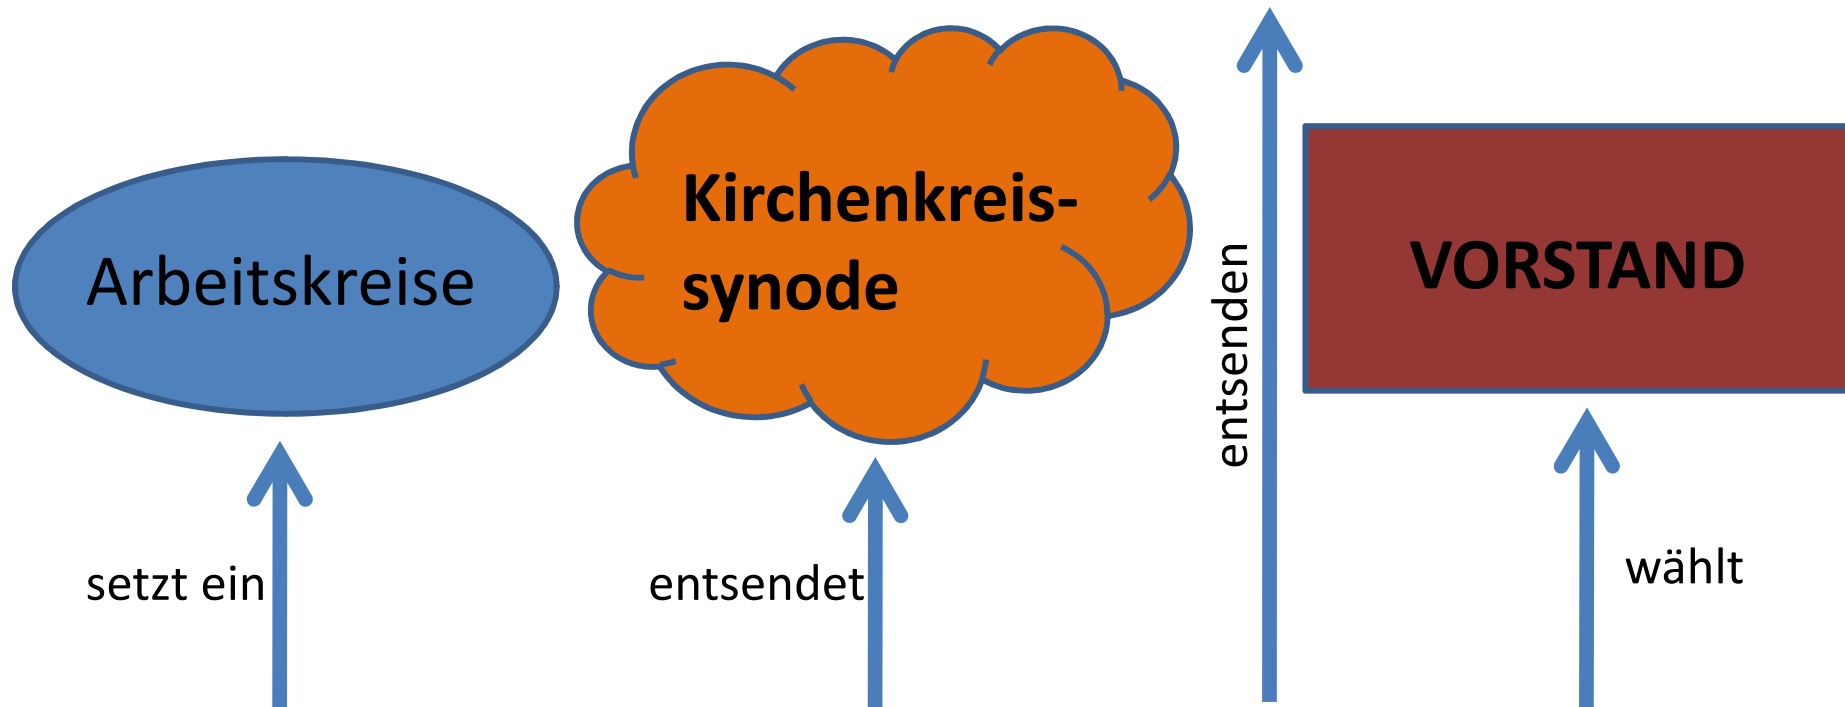 Arbeitskreise
Kirchenkreis-
synode
entsenden
VORSTAND
setzt ein
entsendet
wählt